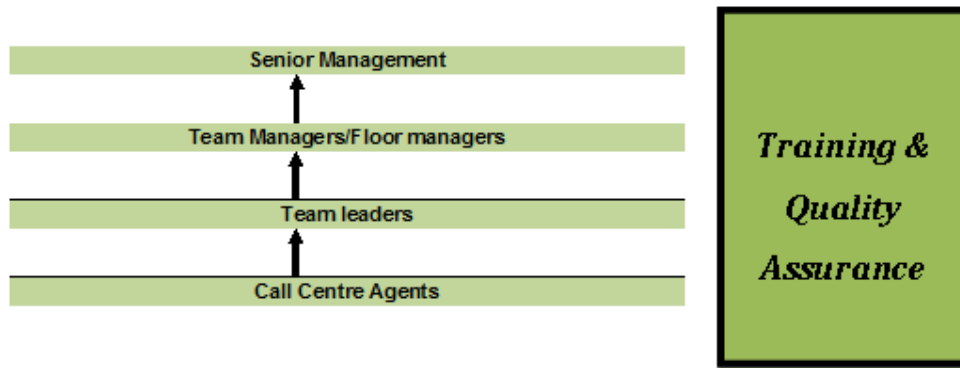 Senior Management
Team Managers/Floor managers
Team leaders
Call Centre Agents
Training &
Quality
Assurance